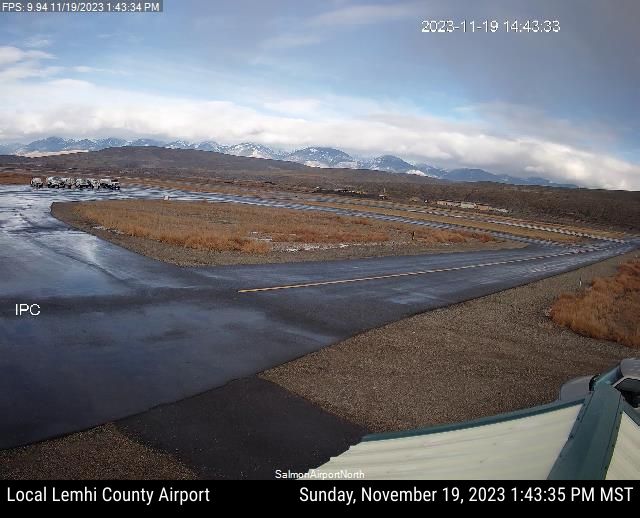 FPS: 9.94 11/19/2023 1:43:34 PM
2023-11-19 14:43:33
IPC
SalmonAirportNorth
Local Lemhi County Airport
Sunday, November 19, 2023 1:43:35 PM MST